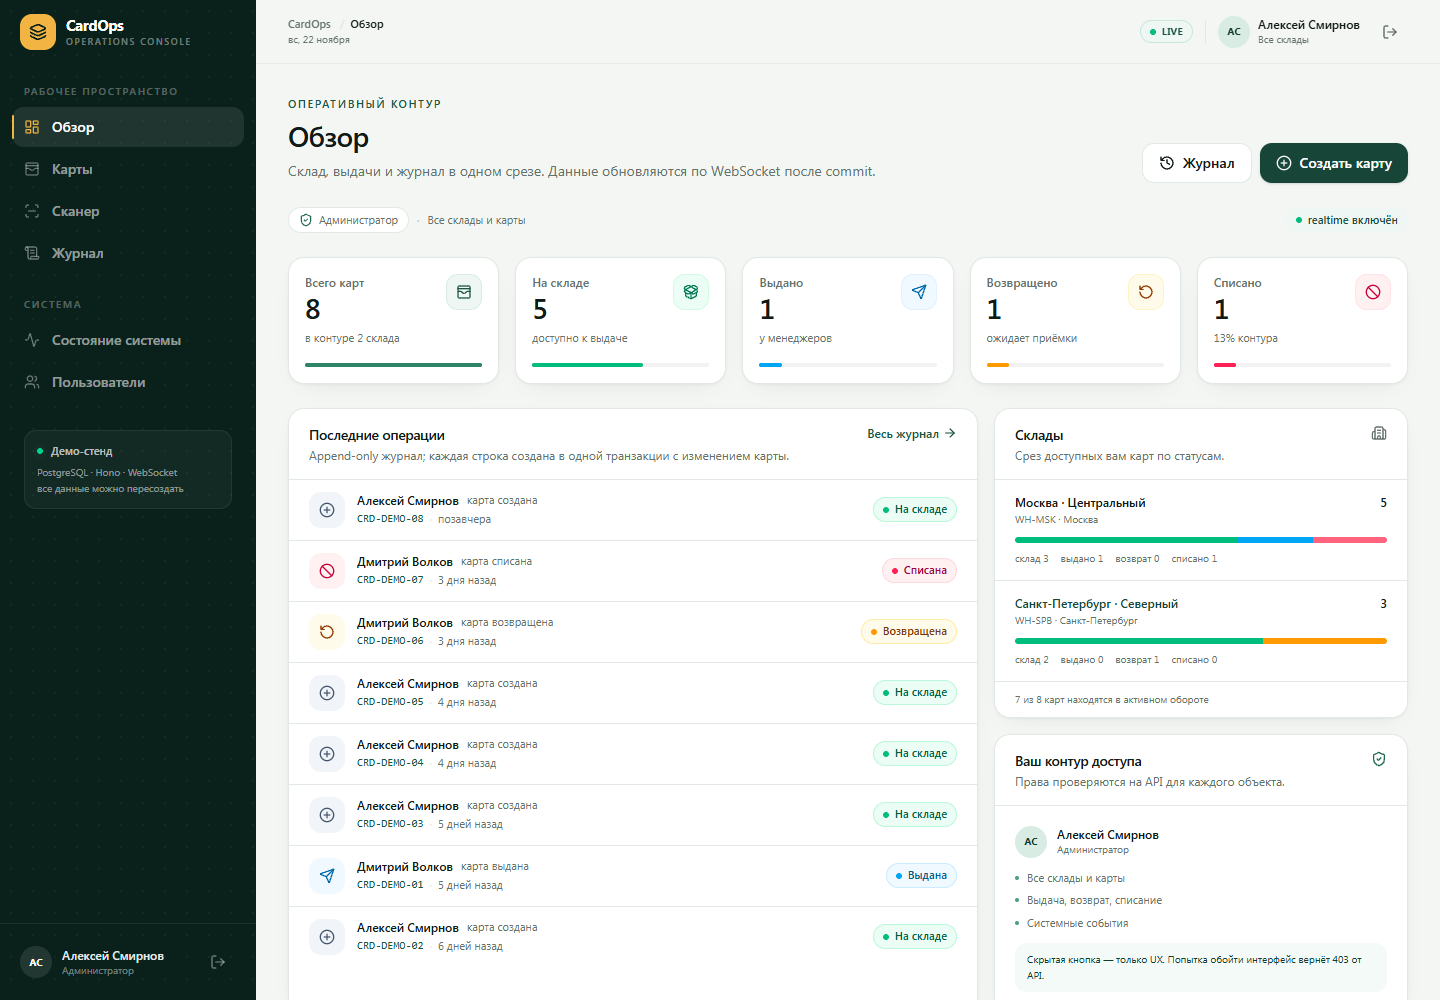 CardOps
OPERATIONS CONSOLE
РАБОЧЕЕ ПРОСТРАНСТВО
Обзор
Карты
Сканер
Журнал
СИСТЕМА
Состояние системы
Пользователи
Демо-стенд
PostgreSQL · Hono · WebSocket
все данные можно пересоздать
АС
Алексей Смирнов
Администратор
CardOps / Обзор
вс, 22 ноября
LIVE
АС
Алексей Смирнов
Все склады
ОПЕРАТИВНЫЙ КОНТУР
Обзор
Склад, выдачи и журнал в одном срезе. Данные обновляются по WebSocket после commit.
Журнал
Создать карту
Администратор · Все склады и карты
realtime включён
Всего карт
8
в контуре 2 склада
На складе
5
доступно к выдаче
Выдано
1
у менеджеров
Возвращено
1
ожидает приёмки
Списано
1
13% контура
Последние операции
Весь журнал →
Append-only журнал; каждая строка создана в одной транзакции с изменением карты.
Алексей Смирнов карта создана
CRD-DEMO-08 · позавчера
На складе
Дмитрий Волков карта списана
CRD-DEMO-07 · 3 дня назад
Списана
Дмитрий Волков карта возвращена
CRD-DEMO-06 · 3 дня назад
Возвращена
Алексей Смирнов карта создана
CRD-DEMO-05 · 4 дня назад
На складе
Алексей Смирнов карта создана
CRD-DEMO-04 · 4 дня назад
На складе
Алексей Смирнов карта создана
CRD-DEMO-03 · 5 дней назад
На складе
Дмитрий Волков карта выдана
CRD-DEMO-01 · 5 дней назад
Выдана
Алексей Смирнов карта создана
CRD-DEMO-02 · 6 дней назад
На складе
Склады
Срез доступных вам карт по статусам.
Москва · Центральный 5
WH-MSK · Москва
склад 3 выдано 1 возврат 0 списано 1
Санкт-Петербург · Северный 3
WH-SPB · Санкт-Петербург
склад 2 выдано 0 возврат 1 списано 0
7 из 8 карт находятся в активном обороте
Ваш контур доступа
Права проверяются на API для каждого объекта.
АС
Алексей Смирнов
Администратор
Все склады и карты
Выдача, возврат, списание
Системные события
Скрытая кнопка — только UX. Попытка обойти интерфейс вернёт 403 от
API.